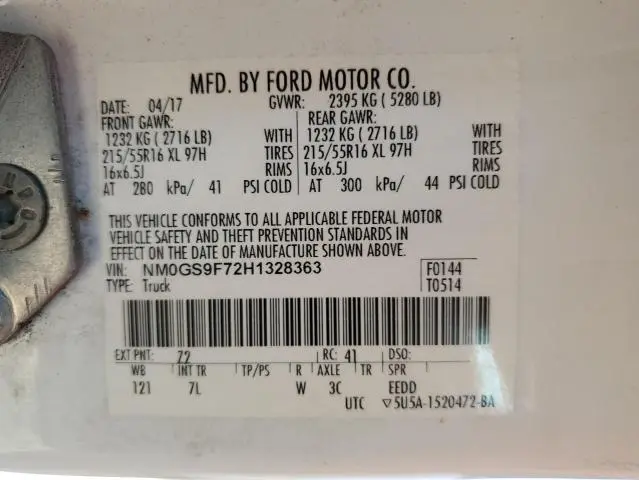 MFD. BY FORD MOTOR CO.
DATE: 04/17 GVWR: 2395 KG ( 5280 LB)
FRONT GAWR: REAR GAWR:
1232 KG ( 2716 LB) WITH 1232 KG ( 2716 LB) WITH
215/55R16 XL 97H TIRES 215/55R16 XL 97H TIRES
16x6.5J RIMS 16x6.5J RIMS
AT 280 kPa/ 41 PSI COLD AT 300 kPa/ 44 PSI COLD
THIS VEHICLE CONFORMS TO ALL APPLICABLE FEDERAL MOTOR
VEHICLE SAFETY AND THEFT PREVENTION STANDARDS IN
EFFECT ON THE DATE OF MANUFACTURE SHOWN ABOVE.
VIN: NM0GS9F72H1328363 F0144
TYPE: Truck T0514
EXT PNT: 72 RC: 41 DSO:
WB INT TR TP/PS R AXLE TR SPR
121 7L W 3C EEDD
UTC ▽5U5A-1520472-BA